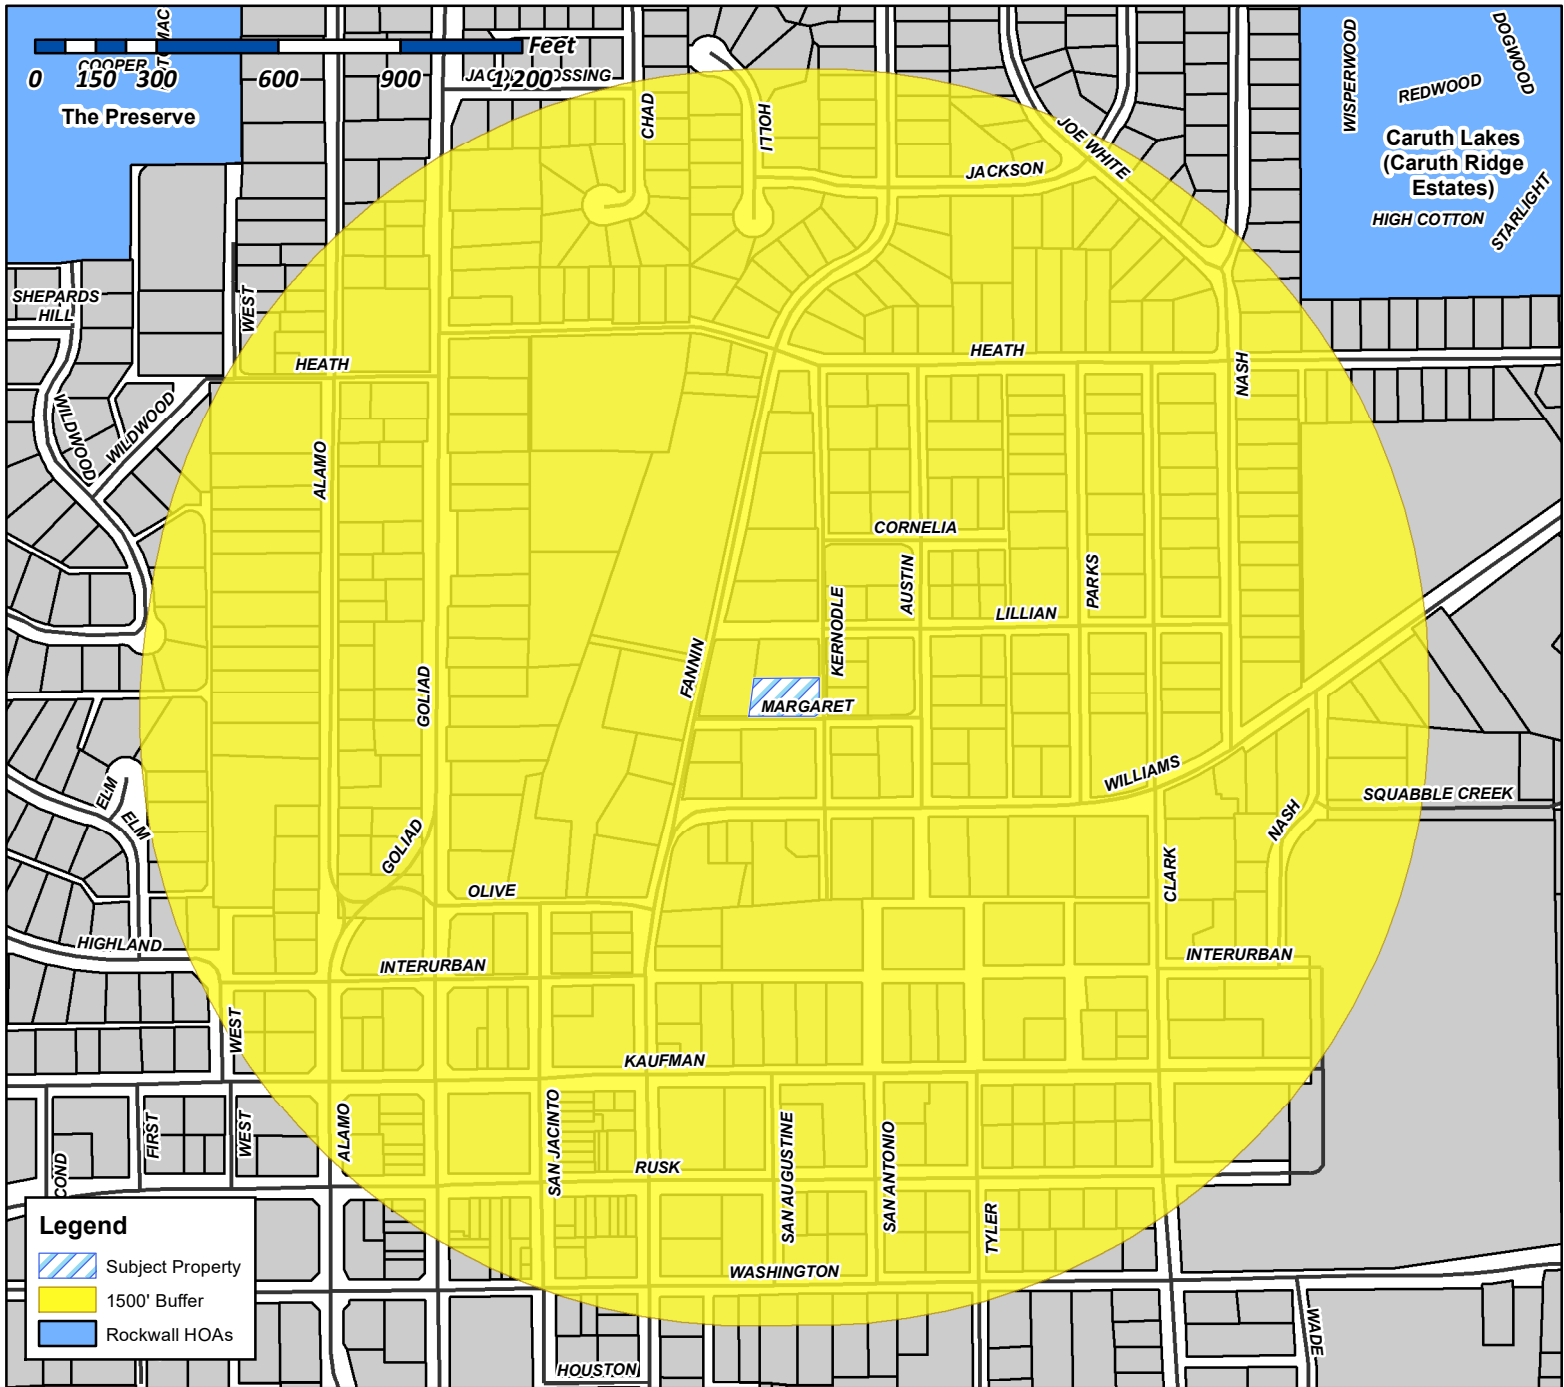 Feet
0 150 300 600 900 1,200
COOPER
The Preserve
CHAD
HOLLI
JOE WHITE
JACKSON
WISPERWOOD
REDWOOD
DOGWOOD
Caruth Lakes
(Caruth Ridge
Estates)
HIGH COTTON
STARLIGHT
SHEPARDS
HILL
WEST
HEATH
HEATH
NASH
WILDWOOD
WILDWOOD
ALAMO
CORNELIA
AUSTIN
PARKS
KERNODLE
LILLIAN
FANNIN
GOLIAD
MARGARET
WILLIAMS
SQUABBLE CREEK
ELM
ELM
GOLIAD
NASH
CLARK
OLIVE
HIGHLAND
INTERURBAN
INTERURBAN
WEST
KAUFMAN
FIRST
WEST
ALAMO
SAN JACINTO
SAN AUGUSTINE
SAN ANTONIO
RUSK
TYLER
WASHINGTON
WADE
HOUSTON
Legend
Subject Property
1500' Buffer
Rockwall HOAs